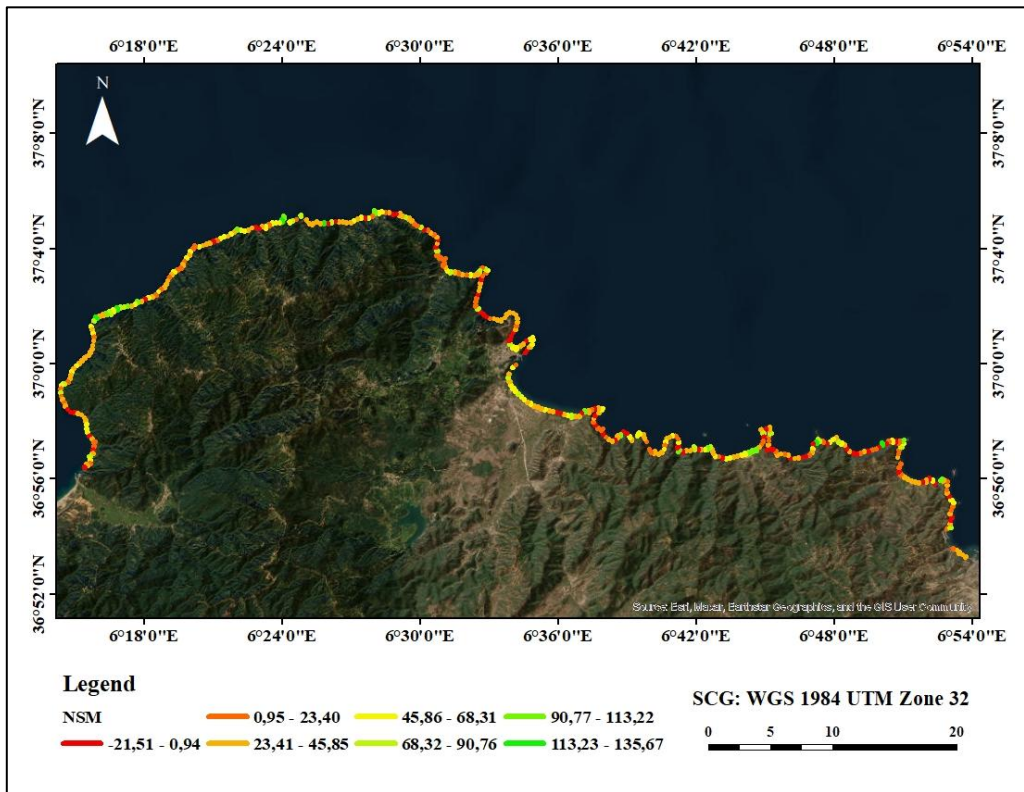 6°18'0"E 6°24'0"E 6°30'0"E 6°36'0"E 6°42'0"E 6°48'0"E 6°54'0"E
N
37°8'0"N 37°8'0"N
37°4'0"N 37°4'0"N
37°0'0"N 37°0'0"N
36°56'0"N 36°56'0"N
36°52'0"N
Source: Esri, Maxar, Earthstar Geographics, and the GIS User Community
6°18'0"E 6°24'0"E 6°30'0"E 6°36'0"E 6°42'0"E 6°48'0"E 6°54'0"E
Legend
NSM 0,95 - 23,40 45,86 - 68,31 90,77 - 113,22
-21,51 - 0,94 23,41 - 45,85 68,32 - 90,76 113,23 - 135,67
SCG: WGS 1984 UTM Zone 32
0 5 10 20